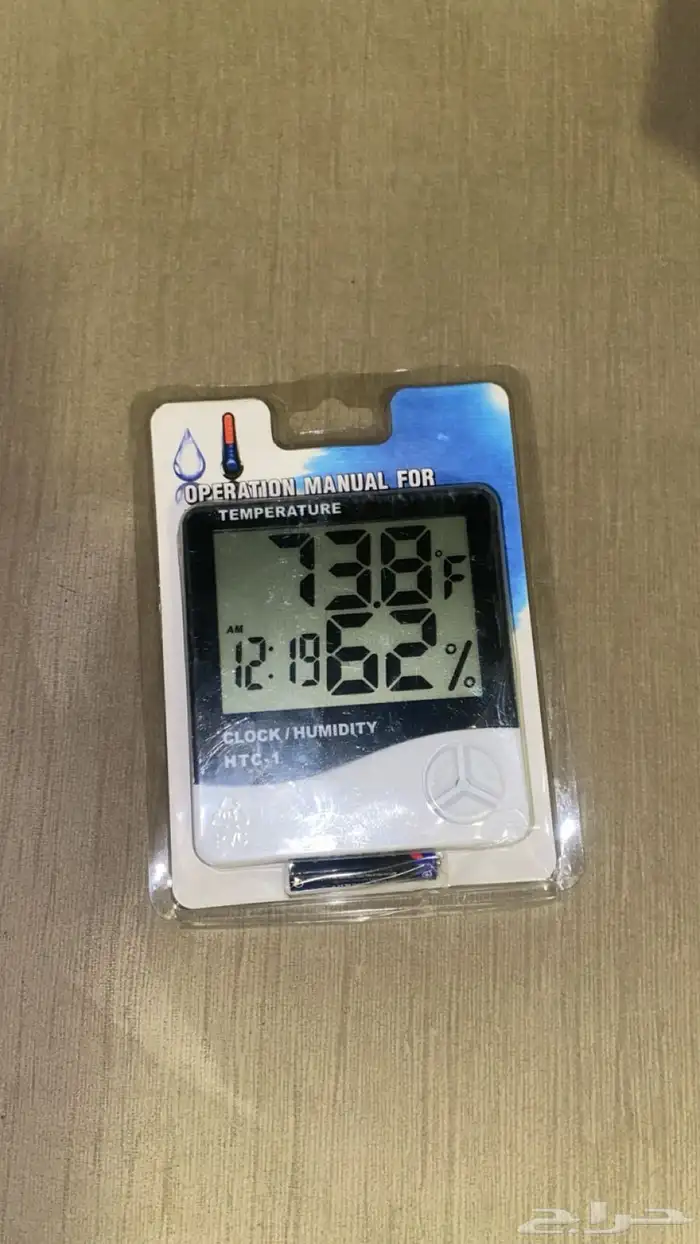 OPERATION MANUAL FOR
TEMPERATURE
73.8°F
AM
12:19 62%
CLOCK/HUMIDITY
HTC-1
حراج